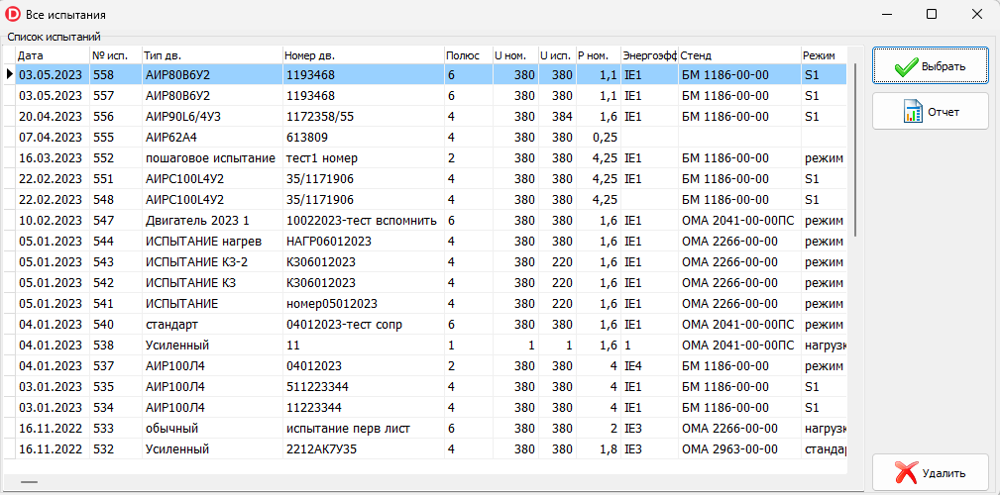 Все испытания
Список испытаний
Дата № исп. Тип дв. Номер дв. Полюс U ном. U исп. P ном. Энергоэфф Стенд Режим
03.05.2023 558 АИР80В6У2 1193468 6 380 380 1,1 IE1 БМ 1186-00-00 S1
03.05.2023 557 АИР80В6У2 1193468 6 380 380 1,1 IE1 БМ 1186-00-00 S1
20.04.2023 556 АИР90L6/4У3 1172358/55 4 380 384 1,6 IE1 БМ 1186-00-00 S1
07.04.2023 555 АИР62А4 613809 4 380 380 0,25
16.03.2023 552 пошаговое испытание тест1 номер 2 380 380 4,25 IE1 БМ 1186-00-00 режим
22.02.2023 551 АИРС100L4У2 35/1171906 4 380 380 4,25 IE1 БМ 1186-00-00 S1
22.02.2023 548 АИРС100L4У2 35/1171906 4 380 380 4,25 БМ 1186-00-00 S1
10.02.2023 547 Двигатель 2023 1 10022023-тест вспомнить 6 380 380 1,6 IE1 ОМА 2041-00-00ПС режим
05.01.2023 544 ИСПЫТАНИЕ нагрев НАГР06012023 4 380 380 1,6 IE1 ОМА 2266-00-00 режим
05.01.2023 543 ИСПЫТАНИЕ КЗ-2 КЗ06012023 4 380 220 1,6 IE1 ОМА 2266-00-00 режим
05.01.2023 542 ИСПЫТАНИЕ КЗ КЗ06012023 4 380 220 1,6 IE1 ОМА 2266-00-00 режим
05.01.2023 541 ИСПЫТАНИЕ номер05012023 4 380 220 1,6 IE1 ОМА 2266-00-00 режим
04.01.2023 540 стандарт 04012023-тест сопр 6 380 380 1,6 IE1 ОМА 2041-00-00ПС режим
04.01.2023 538 Усиленный 11 1 1 1 1,6 1 ОМА 2041-00-00ПС нагрузк
04.01.2023 537 АИР100Л4 04012023 2 380 380 4 IE4 БМ 1186-00-00 режим
03.01.2023 535 АИР100Л4 511223344 4 380 380 4 IE1 БМ 1186-00-00 S1
03.01.2023 534 АИР100Л4 11223344 4 380 380 4 IE1 БМ 1186-00-00 S1
16.11.2022 533 обычный испытание перв лист 6 380 380 2 IE3 ОМА 2266-00-00 нагрузк
16.11.2022 532 Усиленный 2212АК7У35 4 380 380 1,8 IE3 ОМА 2963-00-00 стандар
Выбрать
Отчет
Удалить